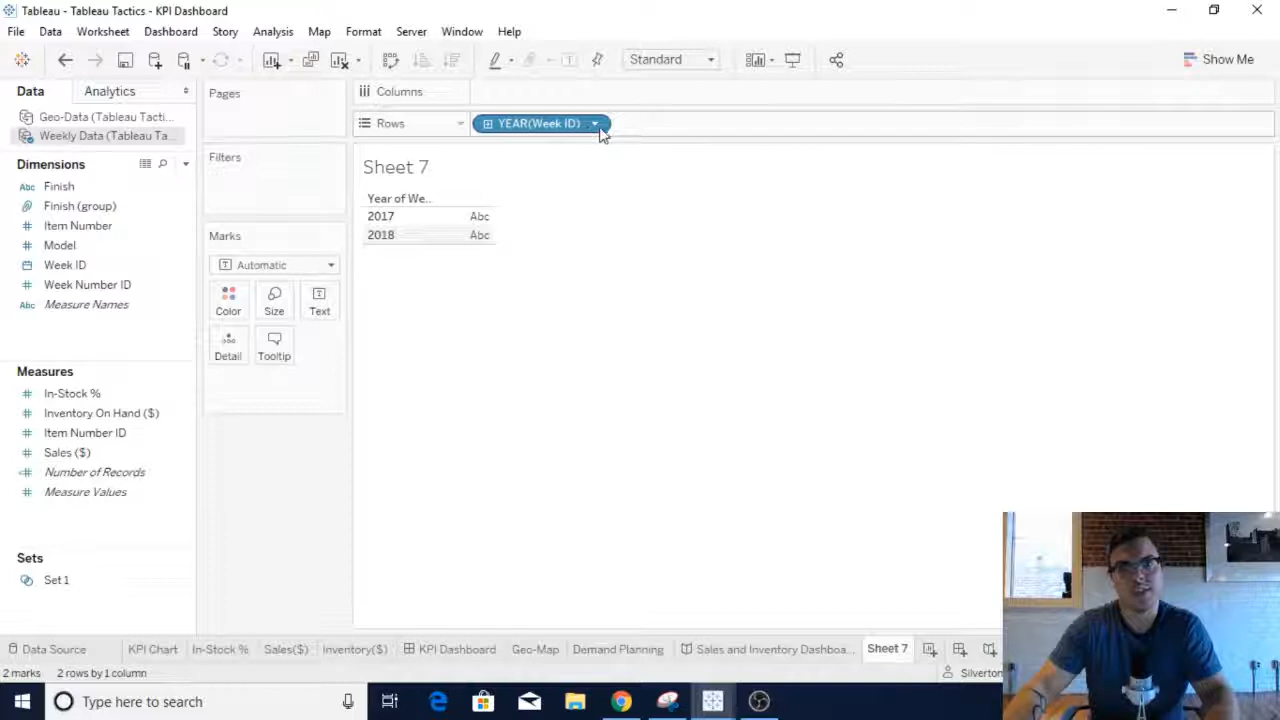 Tableau - Tableau Tactics - KPI Dashboard
File Data Worksheet Dashboard Story Analysis Map Format Server Window Help
Standard
Show Me
Data Analytics
Geo-Data (Tableau Tacti...
Weekly Data (Tableau Ta...
Dimensions
Abc Finish
Finish (group)
# Item Number
# Model
Week ID
# Week Number ID
Abc Measure Names
Measures
# In-Stock %
# Inventory On Hand ($)
# Item Number ID
# Sales ($)
=# Number of Records
# Measure Values
Sets
Set 1
Pages
Filters
Marks
Automatic
Color Size Text
Detail Tooltip
Columns
Rows YEAR(Week ID)
Sheet 7
Year of We..
2017 Abc
2018 Abc
Data Source KPI Chart In-Stock % Sales($) Inventory($) KPI Dashboard Geo-Map Demand Planning Sales and Inventory Dashboa... Sheet 7
2 marks 2 rows by 1 column Silverton
Type here to search